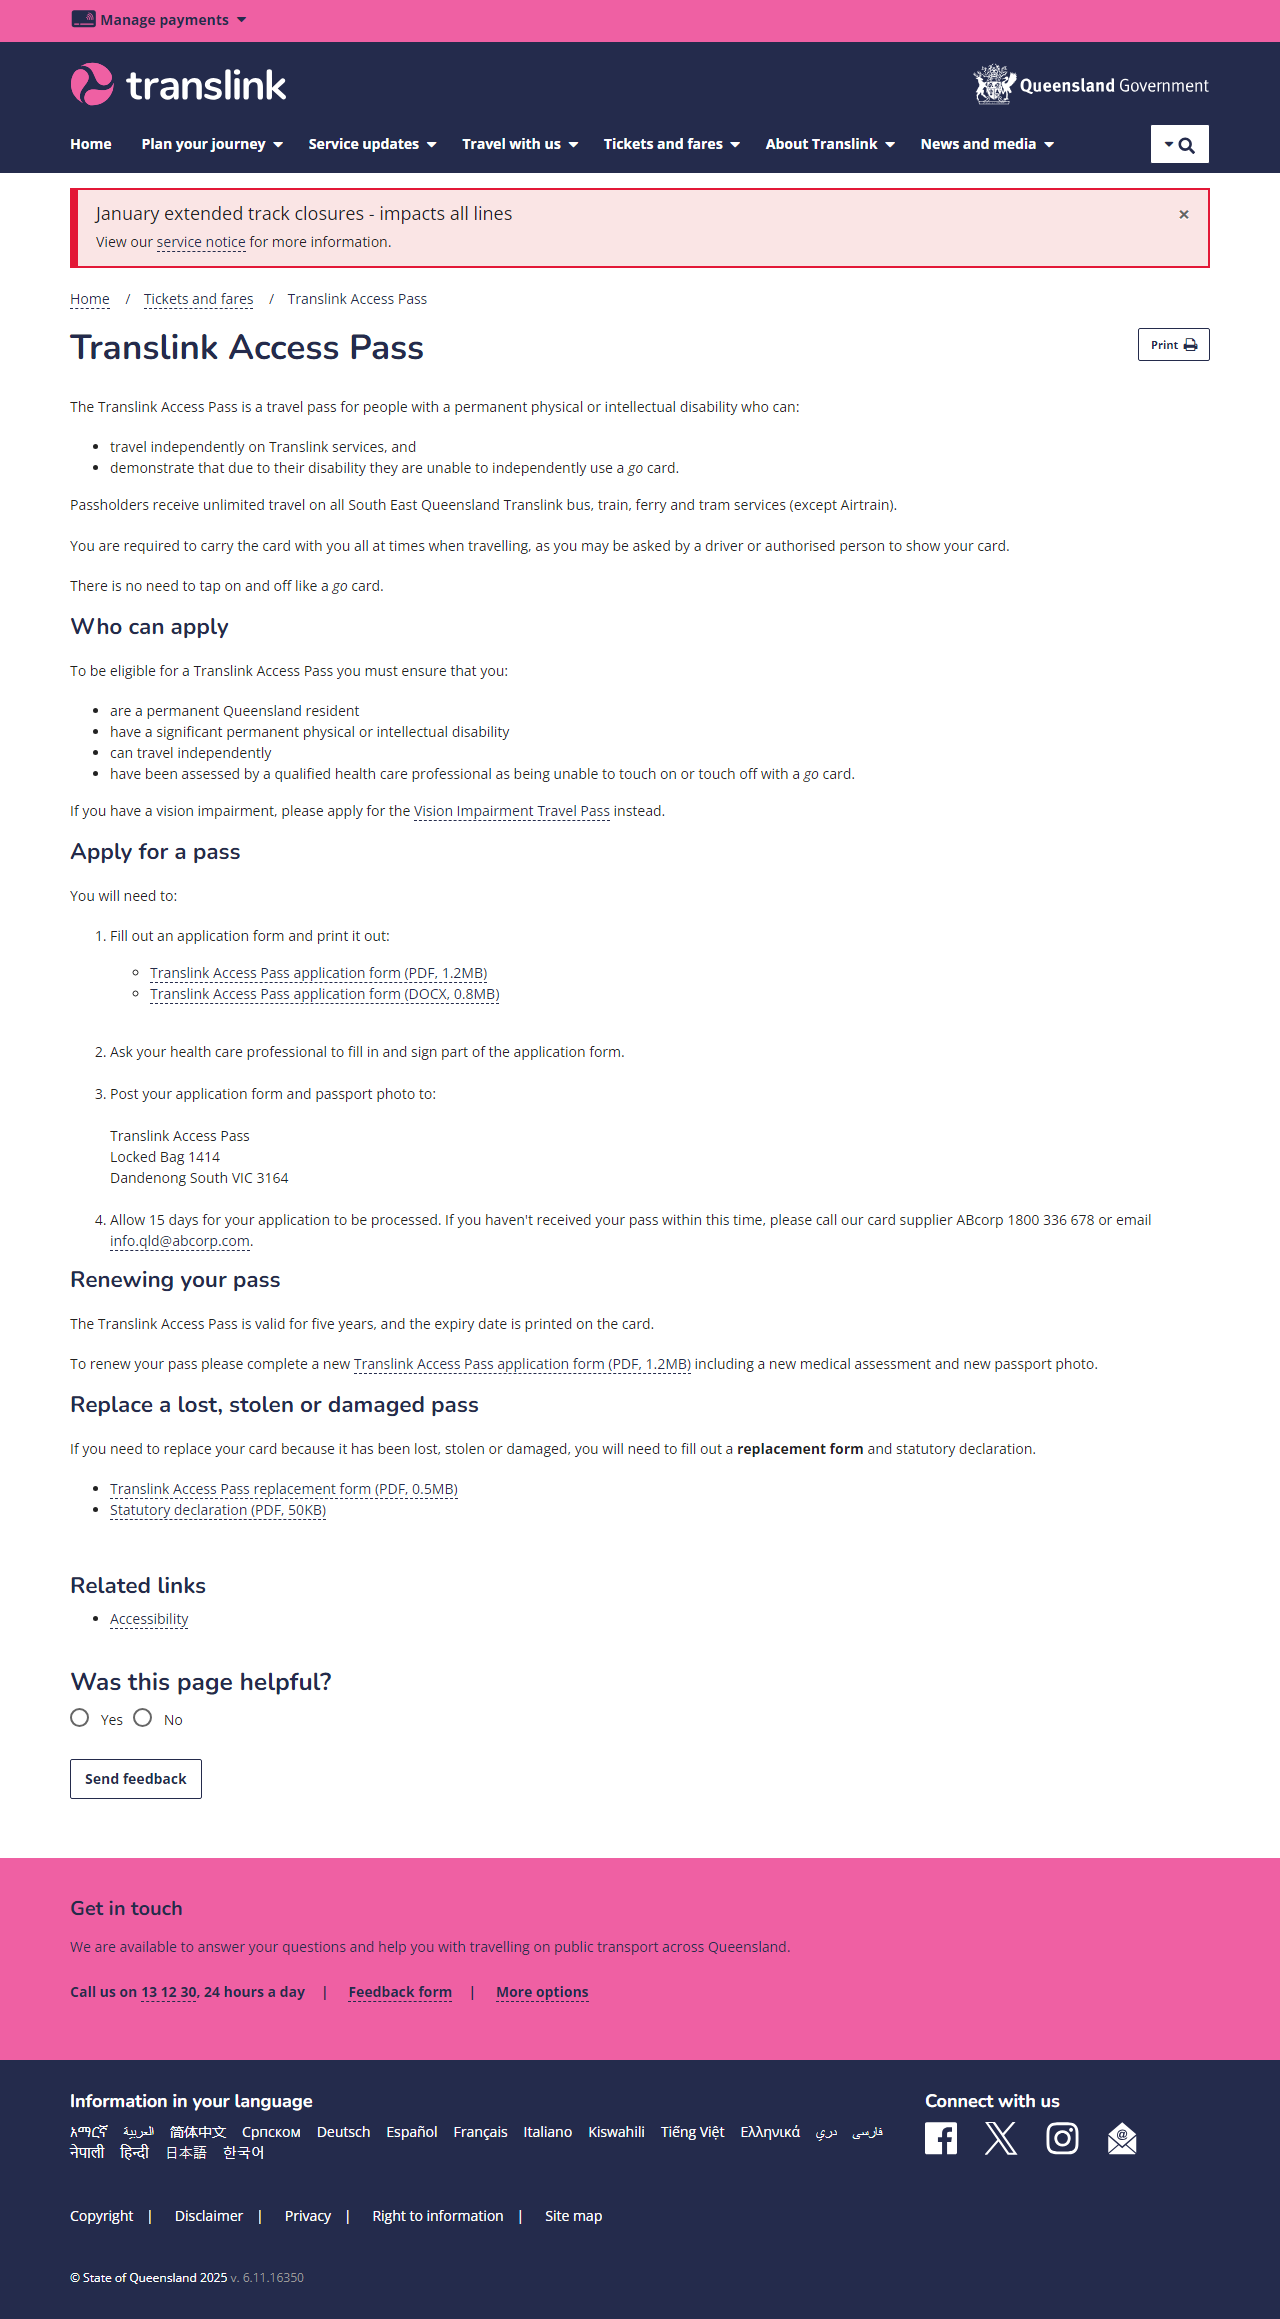 Manage payments
translink
Queensland Government
Home Plan your journey Service updates Travel with us Tickets and fares About Translink News and media
January extended track closures - impacts all lines
×
View our service notice for more information.
Home / Tickets and fares / Translink Access Pass
Translink Access Pass
Print
The Translink Access Pass is a travel pass for people with a permanent physical or intellectual disability who can:
• travel independently on Translink services, and
• demonstrate that due to their disability they are unable to independently use a go card.
Passholders receive unlimited travel on all South East Queensland Translink bus, train, ferry and tram services (except Airtrain).
You are required to carry the card with you all at times when travelling, as you may be asked by a driver or authorised person to show your card.
There is no need to tap on and off like a go card.
Who can apply
To be eligible for a Translink Access Pass you must ensure that you:
• are a permanent Queensland resident
• have a significant permanent physical or intellectual disability
• can travel independently
• have been assessed by a qualified health care professional as being unable to touch on or touch off with a go card.
If you have a vision impairment, please apply for the Vision Impairment Travel Pass instead.
Apply for a pass
You will need to:
1. Fill out an application form and print it out:
Translink Access Pass application form (PDF, 1.2MB)
Translink Access Pass application form (DOCX, 0.8MB)
2. Ask your health care professional to fill in and sign part of the application form.
3. Post your application form and passport photo to:
Translink Access Pass
Locked Bag 1414
Dandenong South VIC 3164
4. Allow 15 days for your application to be processed. If you haven't received your pass within this time, please call our card supplier ABcorp 1800 336 678 or email
info.qld@abcorp.com.
Renewing your pass
The Translink Access Pass is valid for five years, and the expiry date is printed on the card.
To renew your pass please complete a new Translink Access Pass application form (PDF, 1.2MB) including a new medical assessment and new passport photo.
Replace a lost, stolen or damaged pass
If you need to replace your card because it has been lost, stolen or damaged, you will need to fill out a replacement form and statutory declaration.
• Translink Access Pass replacement form (PDF, 0.5MB)
• Statutory declaration (PDF, 50KB)
Related links
• Accessibility
Was this page helpful?
Yes No
Send feedback
Get in touch
We are available to answer your questions and help you with travelling on public transport across Queensland.
Call us on 13 12 30, 24 hours a day | Feedback form | More options
Information in your language
አማርኛ العربية 简体中文 Српском Deutsch Español Français Italiano Kiswahili Tiếng Việt Ελληνικά دري فارسی
नेपाली हिन्दी 日本語 한국어
Connect with us
Copyright | Disclaimer | Privacy | Right to information | Site map
© State of Queensland 2025 v. 6.11.16350